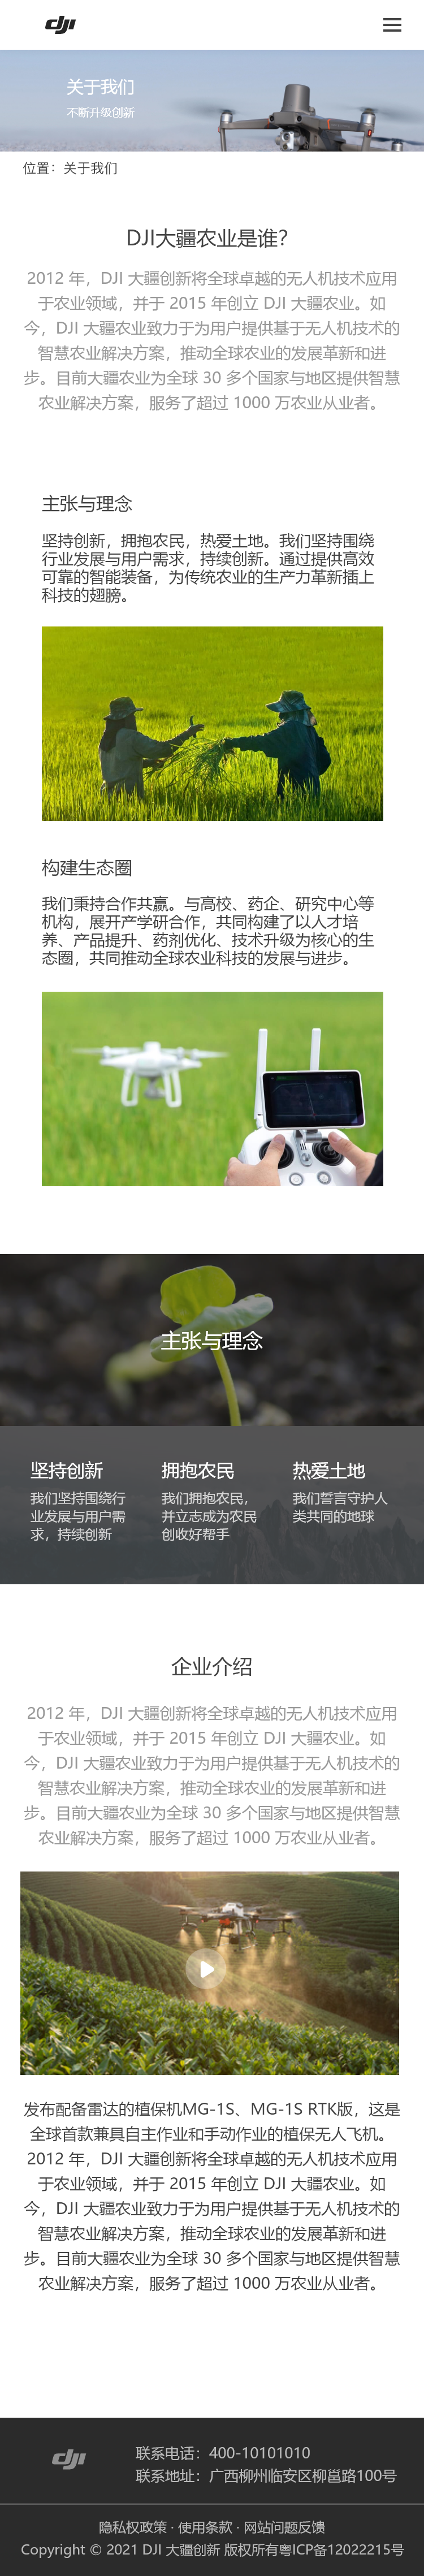 dji
关于我们
不断升级创新
位置：关于我们
DJI大疆农业是谁?
2012 年，DJI 大疆创新将全球卓越的无人机技术应用
于农业领域，并于 2015 年创立 DJI 大疆农业。如
今，DJI 大疆农业致力于为用户提供基于无人机技术的
智慧农业解决方案，推动全球农业的发展革新和进
步。目前大疆农业为全球 30 多个国家与地区提供智慧
农业解决方案，服务了超过 1000 万农业从业者。
主张与理念
坚持创新，拥抱农民，热爱土地。我们坚持围绕
行业发展与用户需求，持续创新。通过提供高效
可靠的智能装备，为传统农业的生产力革新插上
科技的翅膀。
构建生态圈
我们秉持合作共赢。与高校、药企、研究中心等
机构，展开产学研合作，共同构建了以人才培
养、产品提升、药剂优化、技术升级为核心的生
态圈，共同推动全球农业科技的发展与进步。
主张与理念
坚持创新
我们坚持围绕行
业发展与用户需
求，持续创新
拥抱农民
我们拥抱农民，
并立志成为农民
创收好帮手
热爱土地
我们誓言守护人
类共同的地球
企业介绍
2012 年，DJI 大疆创新将全球卓越的无人机技术应用
于农业领域，并于 2015 年创立 DJI 大疆农业。如
今，DJI 大疆农业致力于为用户提供基于无人机技术的
智慧农业解决方案，推动全球农业的发展革新和进
步。目前大疆农业为全球 30 多个国家与地区提供智慧
农业解决方案，服务了超过 1000 万农业从业者。
发布配备雷达的植保机MG-1S、MG-1S RTK版，这是
全球首款兼具自主作业和手动作业的植保无人飞机。
2012 年，DJI 大疆创新将全球卓越的无人机技术应用
于农业领域，并于 2015 年创立 DJI 大疆农业。如
今，DJI 大疆农业致力于为用户提供基于无人机技术的
智慧农业解决方案，推动全球农业的发展革新和进
步。目前大疆农业为全球 30 多个国家与地区提供智慧
农业解决方案，服务了超过 1000 万农业从业者。
dji
联系电话：400-10101010
联系地址：广西柳州临安区柳邕路100号
隐私权政策 · 使用条款 · 网站问题反馈
Copyright © 2021 DJI 大疆创新 版权所有粤ICP备12022215号